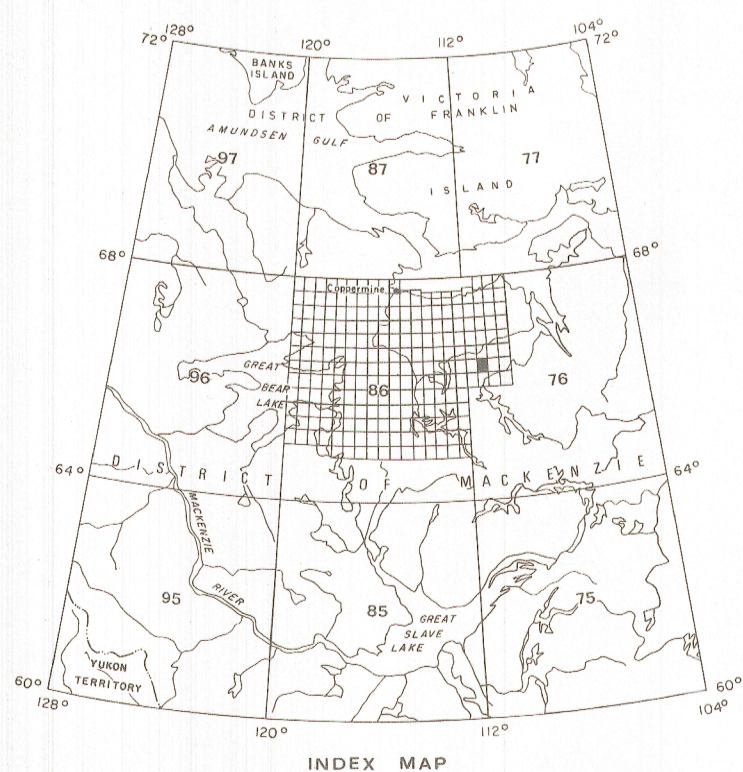 128°
120°
112°
104°
72°
72°
BANKS
ISLAND
VICTORIA
DISTRICT OF FRANKLIN
AMUNDSEN GULF
97
87
77
ISLAND
68°
68°
Coppermine
GREAT
BEAR
LAKE
96
86
76
DISTRICT OF MACKENZIE
64°
64°
MACKENZIE
RIVER
95
85
75
GREAT
SLAVE
LAKE
YUKON
TERRITORY
60°
60°
128°
120°
112°
104°
INDEX MAP